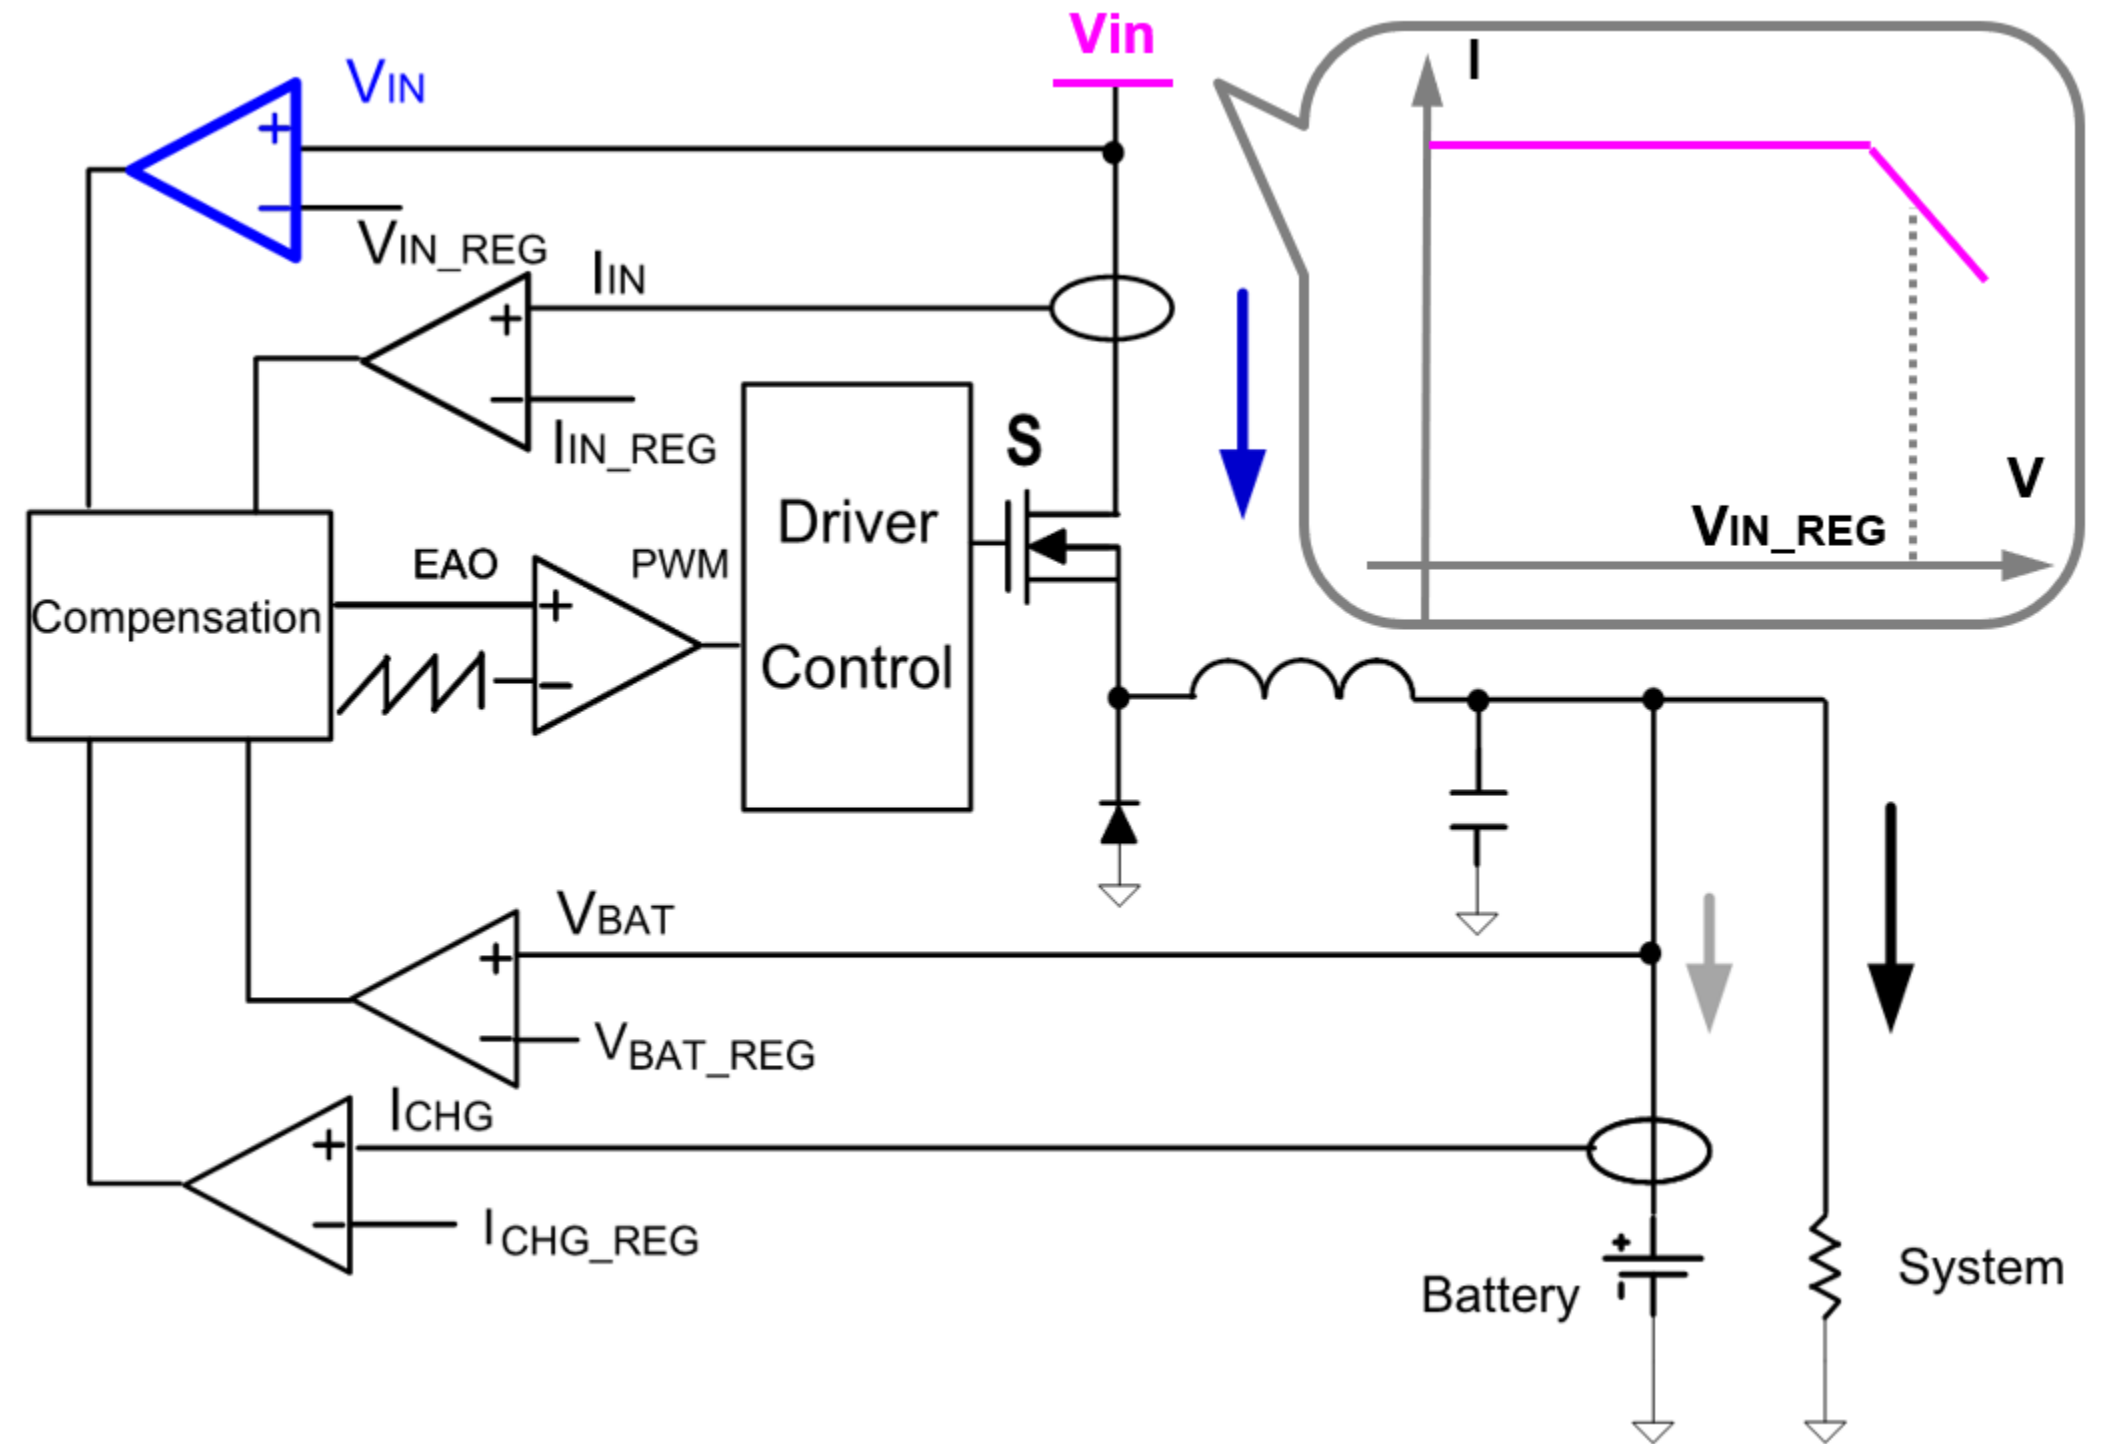 Vin
VIN
I
+
−
VIN_REG
IIN
+
−
IIN_REG
S
Driver
Control
V
VIN_REG
EAO
PWM
Compensation
+
−
VBAT
+
−
VBAT_REG
ICHG
+
−
ICHG_REG
+
−
Battery
System